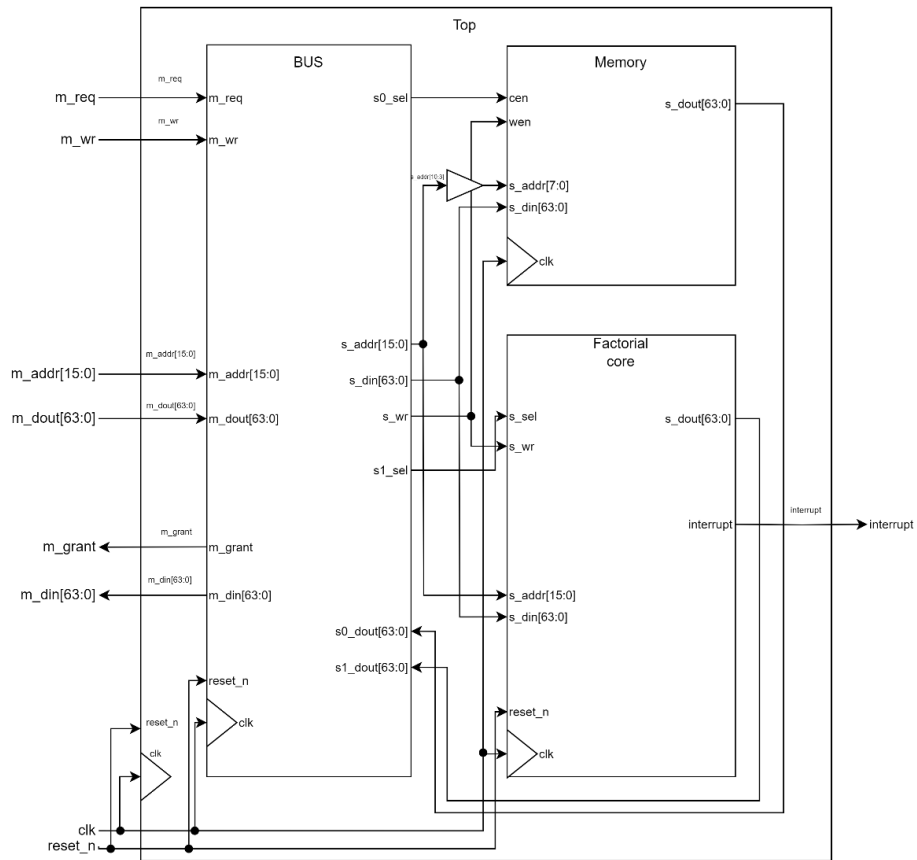 Top
BUS
Memory
m_req
m_req
m_req
s0_sel
cen
s_dout[63:0]
m_wr
m_wr
m_wr
wen
s_addr[10:3]
s_addr[7:0]
s_din[63:0]
clk
Factorial
core
s_addr[15:0]
m_addr[15:0]
m_addr[15:0]
m_addr[15:0]
s_din[63:0]
m_dout[63:0]
m_dout[63:0]
m_dout[63:0]
s_wr
s_sel
s_dout[63:0]
s_wr
s1_sel
interrupt
interrupt
interrupt
m_grant
m_grant
m_grant
m_din[63:0]
m_din[63:0]
m_din[63:0]
s_addr[15:0]
s_din[63:0]
s0_dout[63:0]
s1_dout[63:0]
reset_n
reset_n
reset_n
clk
clk
clk
clk
reset_n